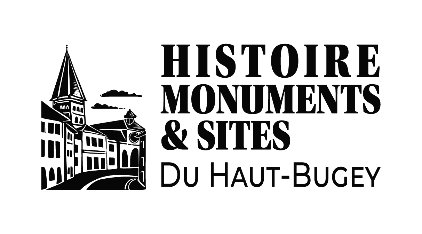 HISTOIRE
MONUMENTS
& SITES
DU HAUT-BUGEY